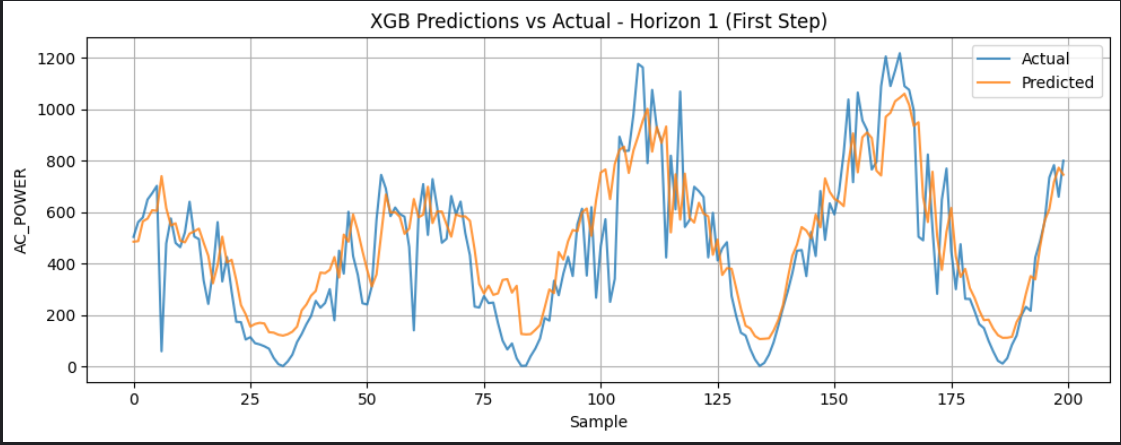 XGB Predictions vs Actual - Horizon 1 (First Step)
Actual
Predicted
1200
1000
800
600
400
200
0
AC_POWER
0 25 50 75 100 125 150 175 200
Sample